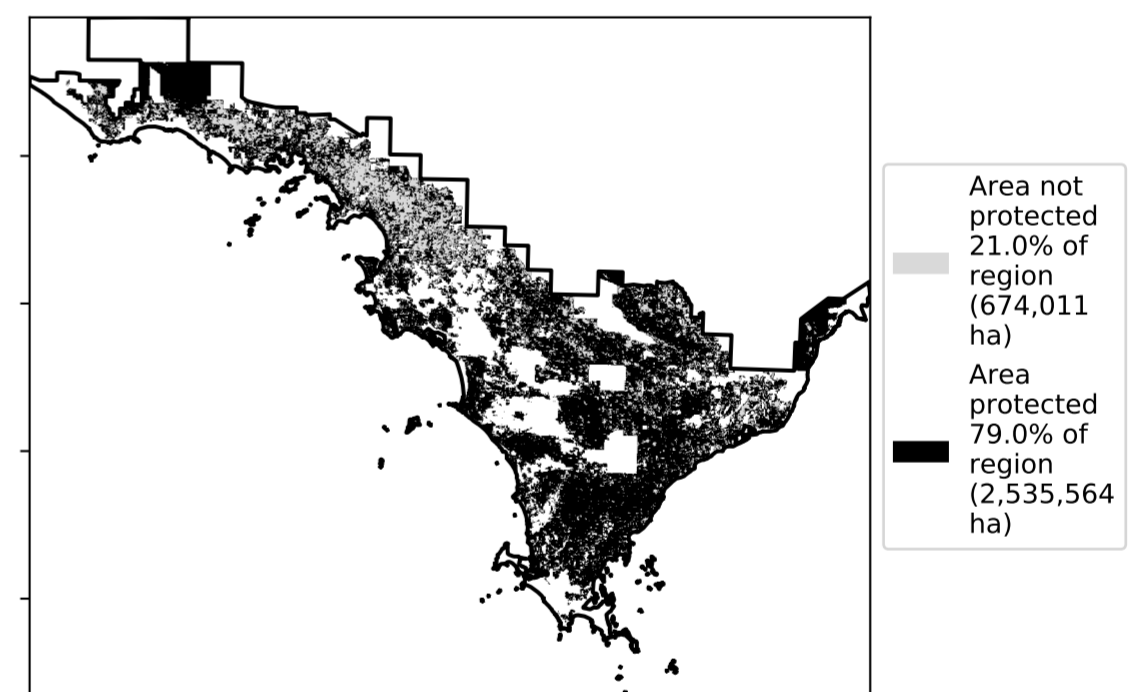 Area not
protected
21.0% of
region
(674,011
ha)
Area
protected
79.0% of
region
(2,535,564
ha)